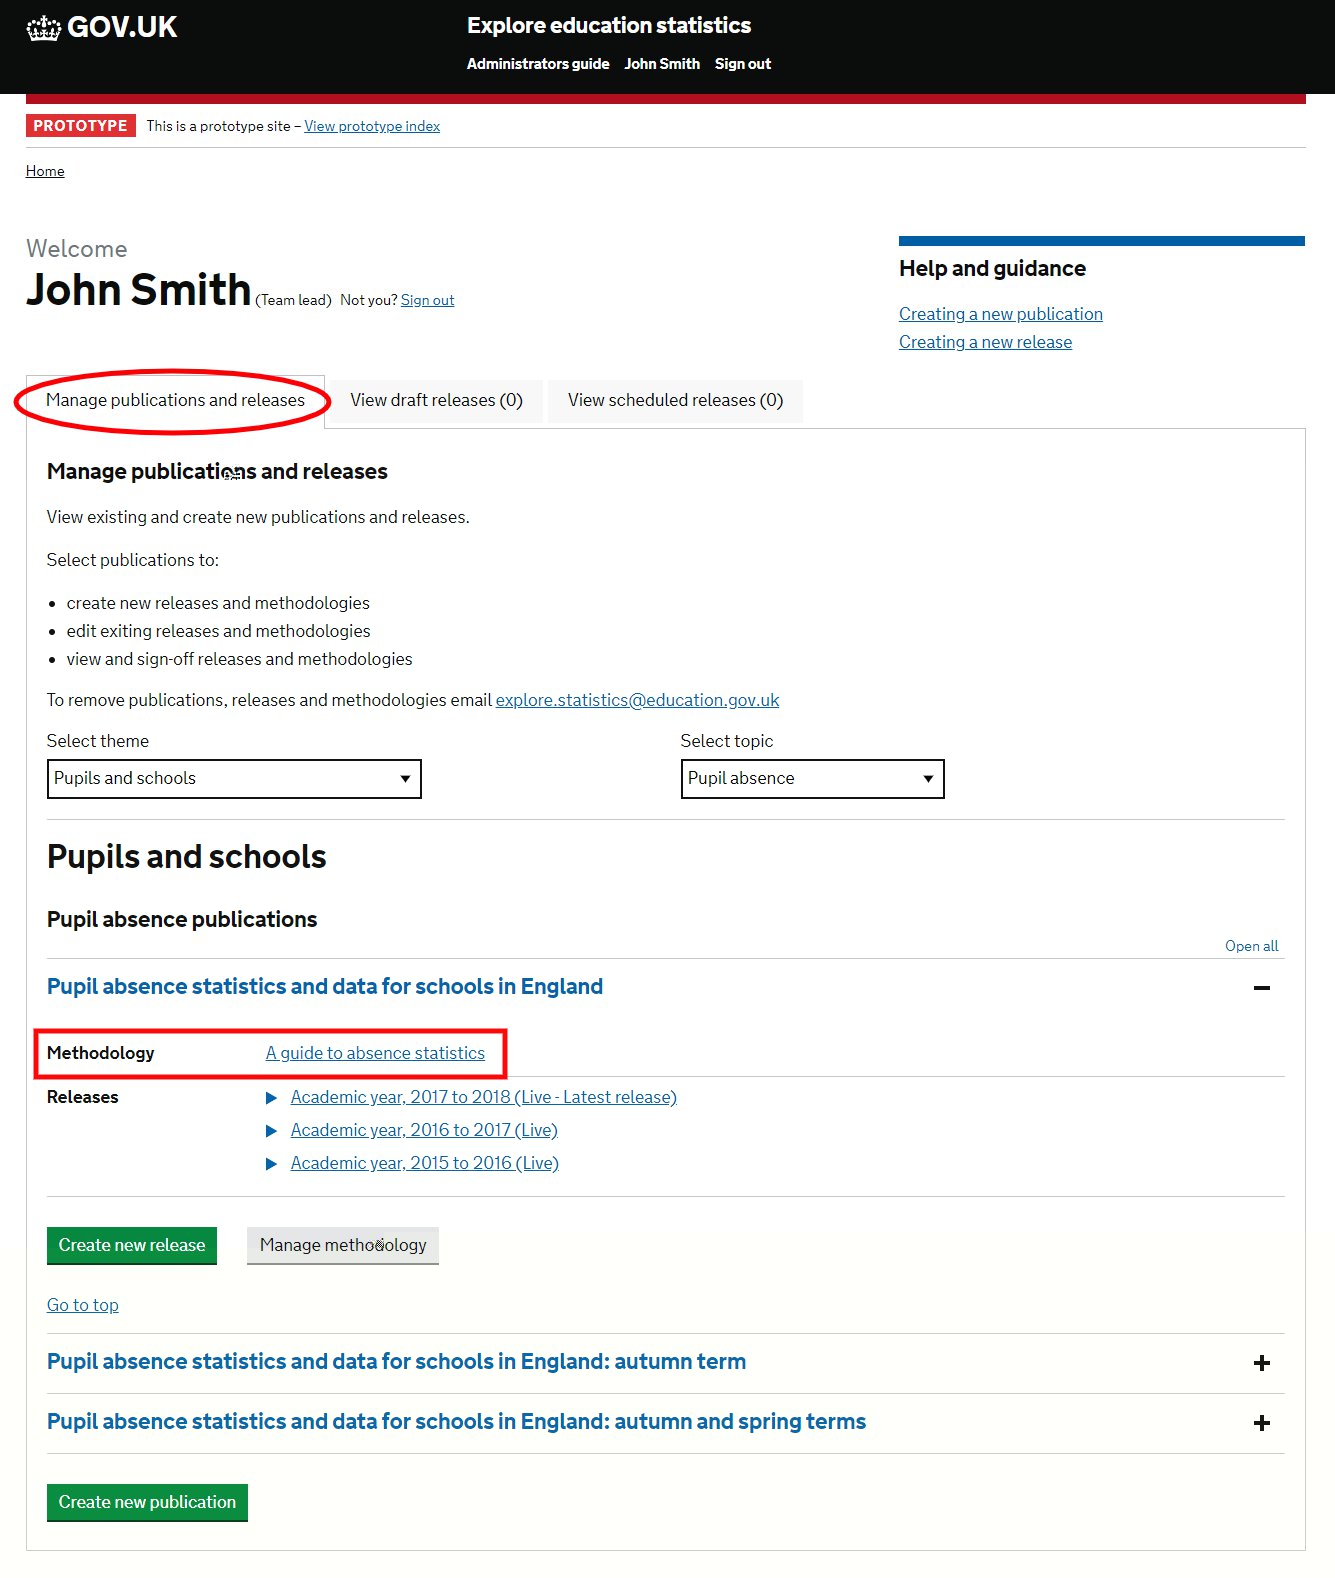 GOV.UK
Explore education statistics
Administrators guide John Smith Sign out
PROTOTYPE This is a prototype site – View prototype index
Home
Welcome
John Smith (Team lead) Not you? Sign out
Help and guidance
Creating a new publication
Creating a new release
Manage publications and releases View draft releases (0) View scheduled releases (0)
Manage publications and releases
View existing and create new publications and releases.
Select publications to:
• create new releases and methodologies
• edit exiting releases and methodologies
• view and sign-off releases and methodologies
To remove publications, releases and methodologies email explore.statistics@education.gov.uk
Select theme Select topic
Pupils and schools Pupil absence
Pupils and schools
Pupil absence publications
Open all
Pupil absence statistics and data for schools in England
Methodology A guide to absence statistics
Releases Academic year, 2017 to 2018 (Live - Latest release)
Academic year, 2016 to 2017 (Live)
Academic year, 2015 to 2016 (Live)
Create new release Manage methodology
Go to top
Pupil absence statistics and data for schools in England: autumn term
Pupil absence statistics and data for schools in England: autumn and spring terms
Create new publication